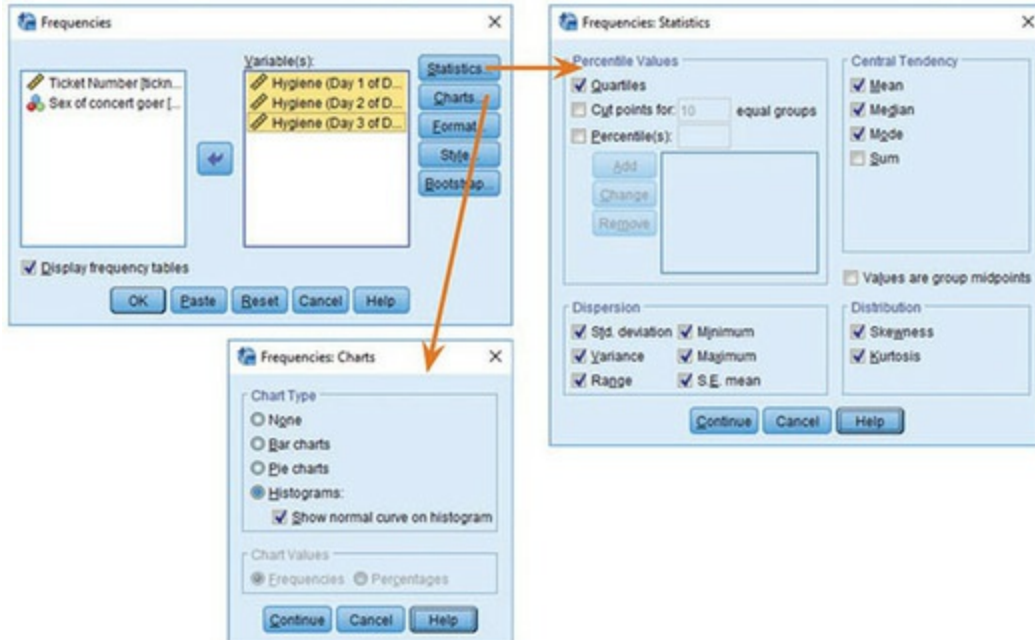 Frequencies
Variable(s):
Ticket Number [tickn...
Sex of concert goer [...
Hygiene (Day 1 of D...
Hygiene (Day 2 of D...
Hygiene (Day 3 of D...
Statistics...
Charts...
Format...
Style...
Bootstrap...
Display frequency tables
OK
Paste
Reset
Cancel
Help
Frequencies: Statistics
Percentile Values
Quartiles
Cut points for: 10 equal groups
Percentile(s):
Add
Change
Remove
Central Tendency
Mean
Median
Mode
Sum
Values are group midpoints
Dispersion
Std. deviation
Minimum
Variance
Maximum
Range
S.E. mean
Distribution
Skewness
Kurtosis
Continue
Cancel
Help
Frequencies: Charts
Chart Type
None
Bar charts
Pie charts
Histograms:
Show normal curve on histogram
Chart Values
Frequencies
Percentages
Continue
Cancel
Help